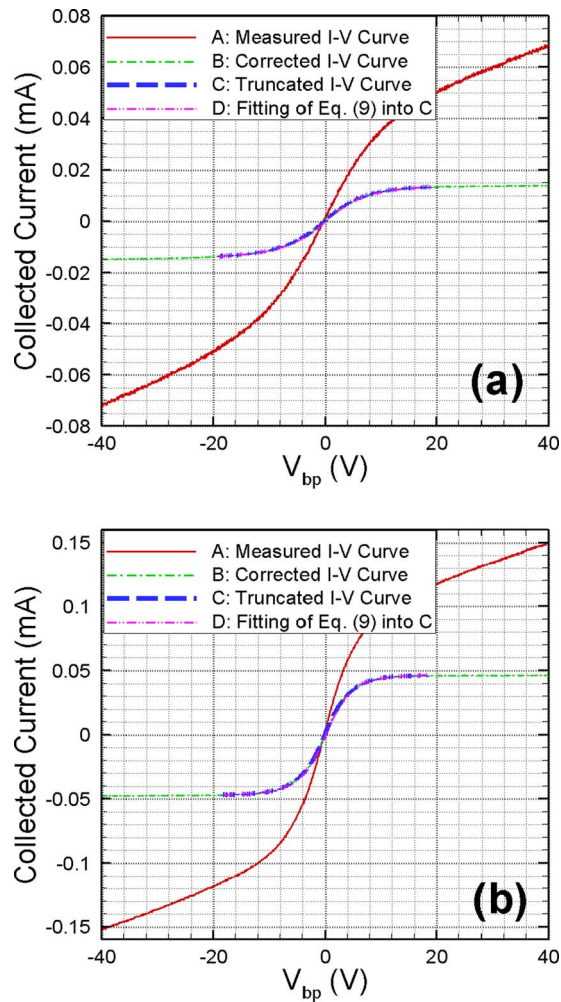 A: Measured I-V Curve
B: Corrected I-V Curve
C: Truncated I-V Curve
D: Fitting of Eq. (9) into C
Collected Current (mA)
0.08
0.06
0.04
0.02
0
-0.02
-0.04
-0.06
-0.08
(a)
-40 -20 0 20 40
V_bp (V)
A: Measured I-V Curve
B: Corrected I-V Curve
C: Truncated I-V Curve
D: Fitting of Eq. (9) into C
Collected Current (mA)
0.15
0.1
0.05
0
-0.05
-0.1
-0.15
(b)
-40 -20 0 20 40
V_bp (V)